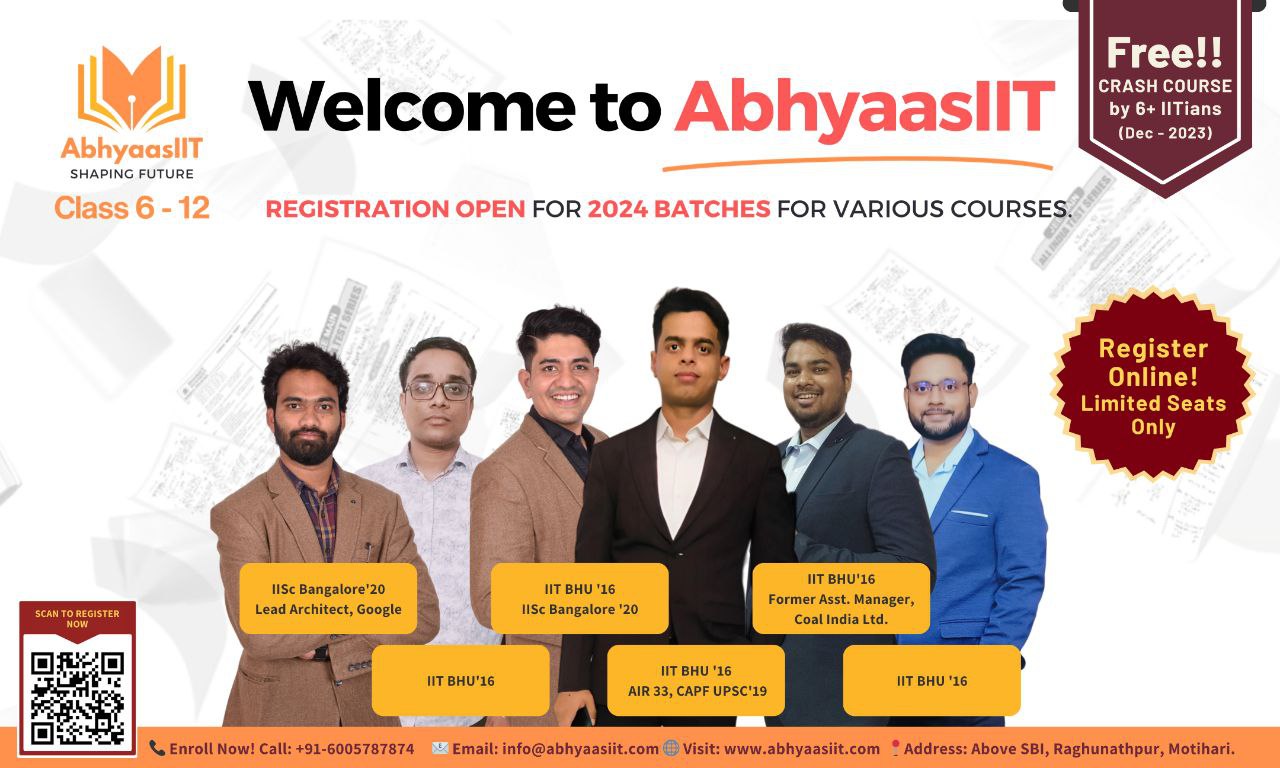 AbhyaasIIT
SHAPING FUTURE
Class 6 - 12
Welcome to AbhyaasIIT
REGISTRATION OPEN FOR 2024 BATCHES FOR VARIOUS COURSES.
Free!!
CRASH COURSE
by 6+ IITians
(Dec - 2023)
Register
Online!
Limited Seats
Only
IISc Bangalore'20
Lead Architect, Google
IIT BHU '16
IISc Bangalore '20
IIT BHU'16
Former Asst. Manager,
Coal India Ltd.
IIT BHU'16
IIT BHU '16
AIR 33, CAPF UPSC'19
IIT BHU '16
SCAN TO REGISTER
NOW
Enroll Now! Call: +91-6005787874 Email: info@abhyaasiit.com Visit: www.abhyaasiit.com Address: Above SBI, Raghunathpur, Motihari.